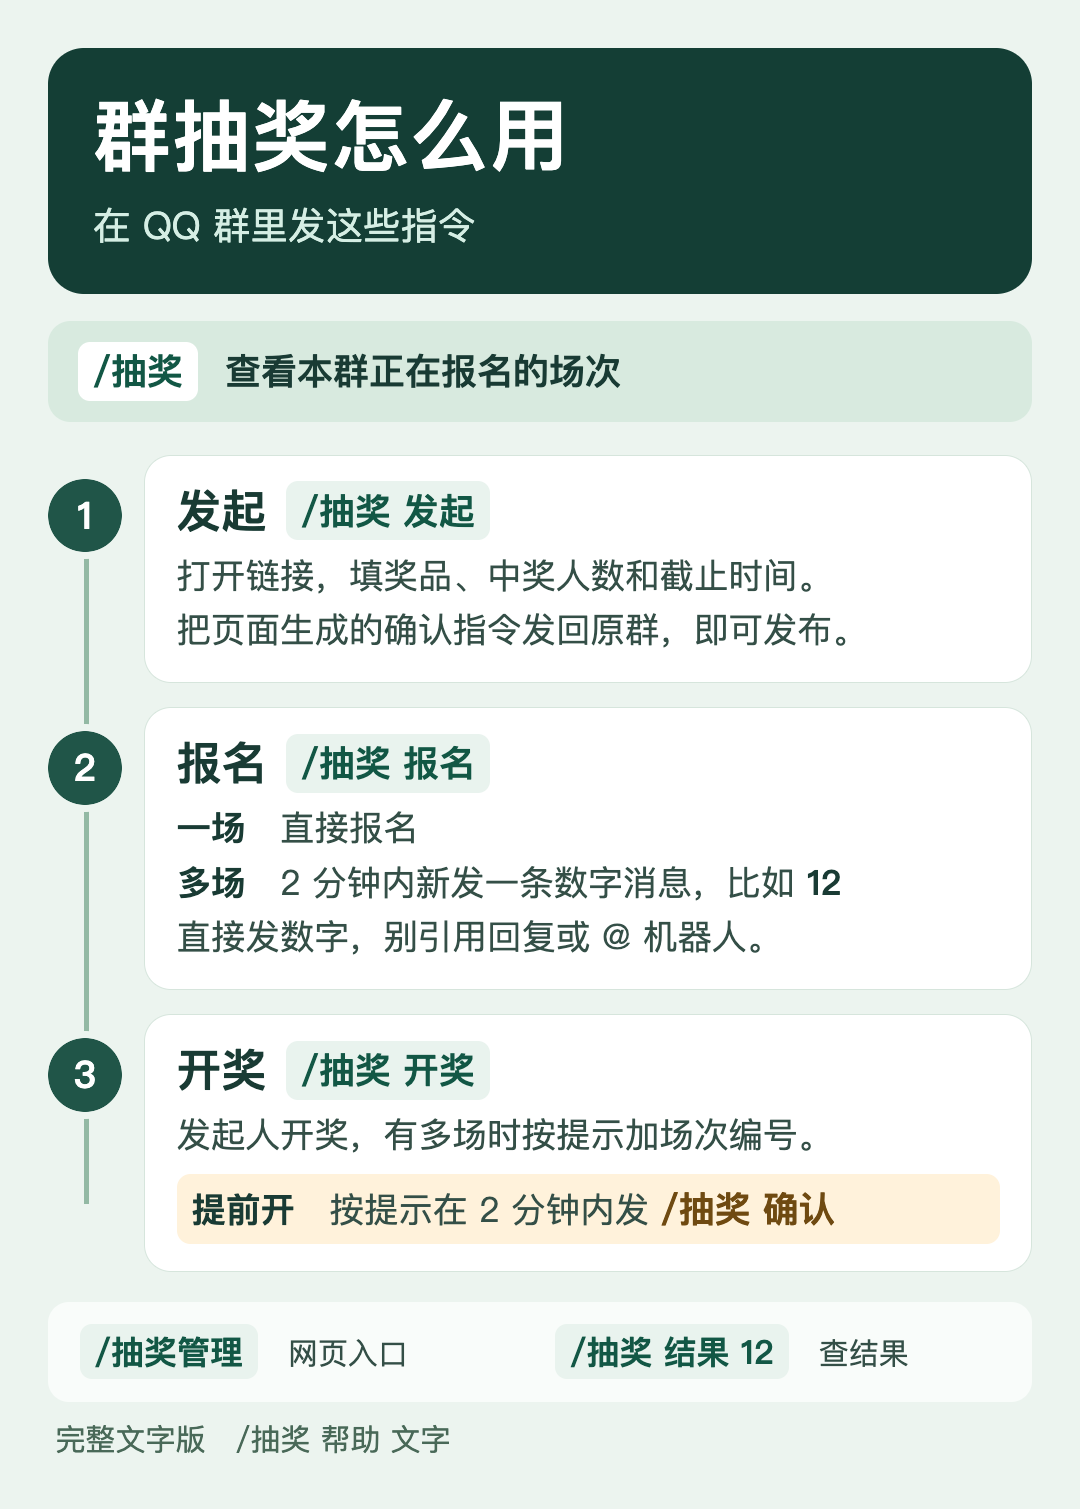 群抽奖怎么用
在 QQ 群里发这些指令
/抽奖 查看本群正在报名的场次
1 发起 /抽奖 发起
打开链接，填奖品、中奖人数和截止时间。
把页面生成的确认指令发回原群，即可发布。
2 报名 /抽奖 报名
一场 直接报名
多场 2 分钟内新发一条数字消息，比如 12
直接发数字，别引用回复或 @ 机器人。
3 开奖 /抽奖 开奖
发起人开奖，有多场时按提示加场次编号。
提前开 按提示在 2 分钟内发 /抽奖 确认
/抽奖管理 网页入口 /抽奖 结果 12 查结果
完整文字版 /抽奖 帮助 文字